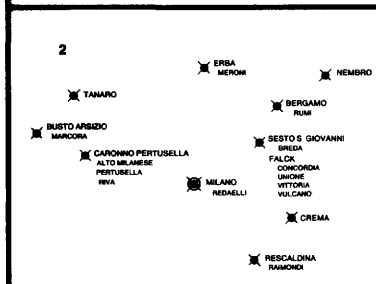 2
ERBA
MERONI
NEMBRO
TANARO
BERGAMO
RUMI
BUSTO ARSIZIO
MARCORA
SESTO S GIOVANNI
BREDA
FALCK
CONCORDIA
UNIONE
VITTORIA
VULCANO
CARONNO PERTUSELLA
ALTO MILANESE
PERTUSELLA
RIVA
MILANO
REDAELLI
CREMA
RESCALDINA
RAIMONDI